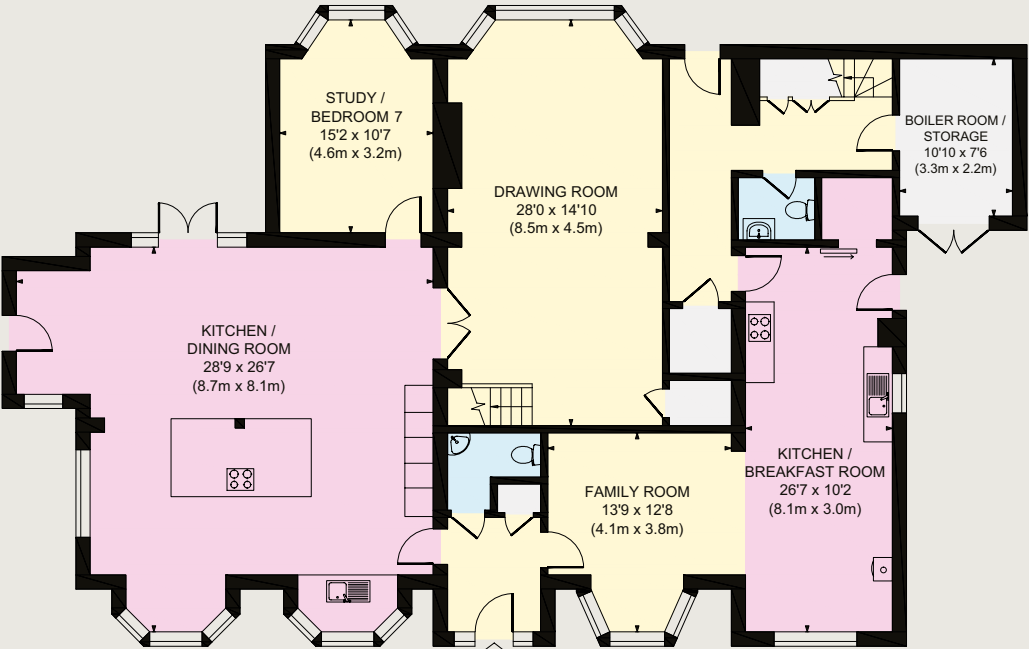 STUDY /
BEDROOM 7
15'2 x 10'7
(4.6m x 3.2m)
BOILER ROOM /
STORAGE
10'10 x 7'6
(3.3m x 2.2m)
DRAWING ROOM
28'0 x 14'10
(8.5m x 4.5m)
KITCHEN /
DINING ROOM
28'9 x 26'7
(8.7m x 8.1m)
KITCHEN /
BREAKFAST ROOM
26'7 x 10'2
(8.1m x 3.0m)
FAMILY ROOM
13'9 x 12'8
(4.1m x 3.8m)